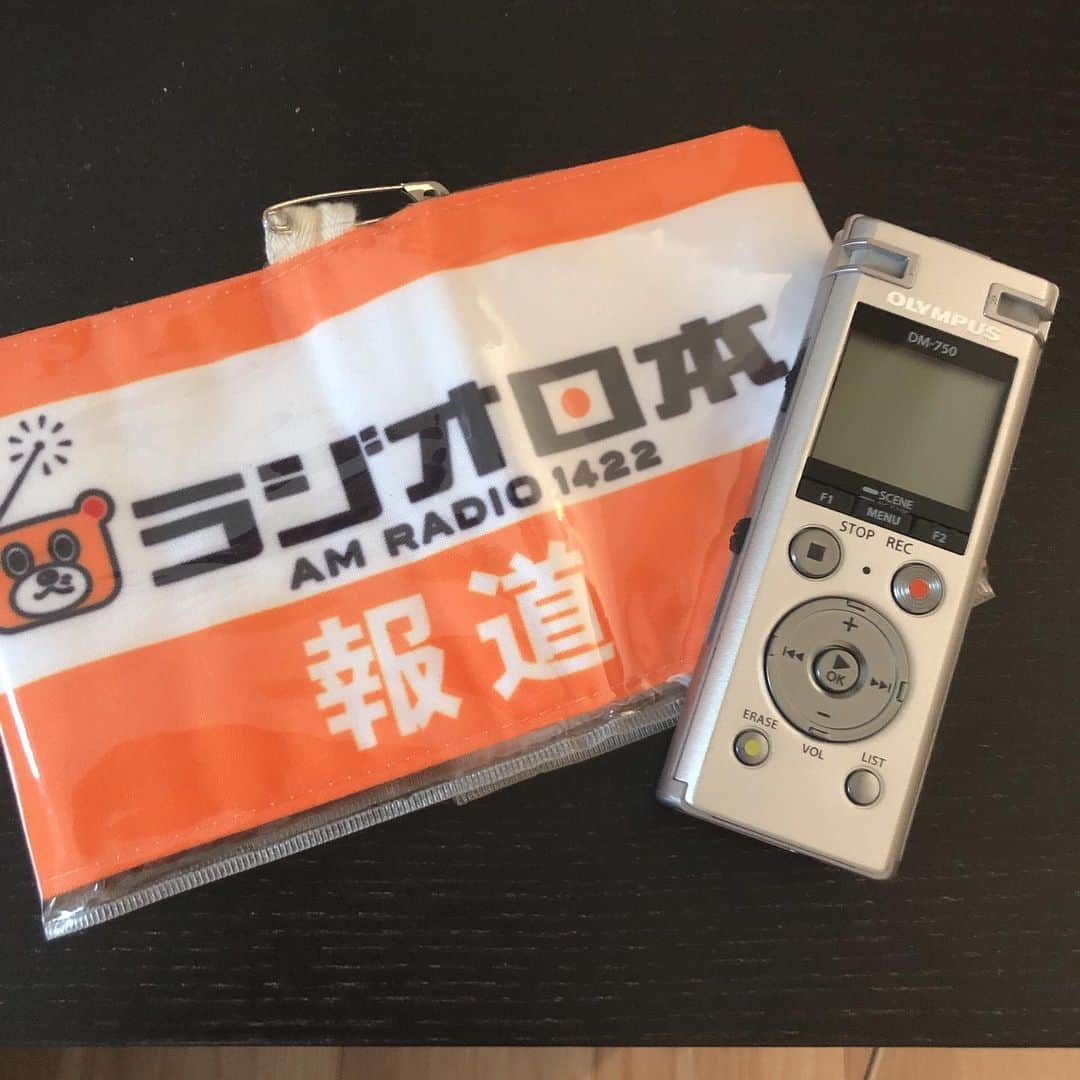 ラジオ日本
AM RADIO 1422
報道
OLYMPUS
DM-750
SCENE
F1 MENU F2
STOP REC
+
OK
−
ERASE
VOL
LIST